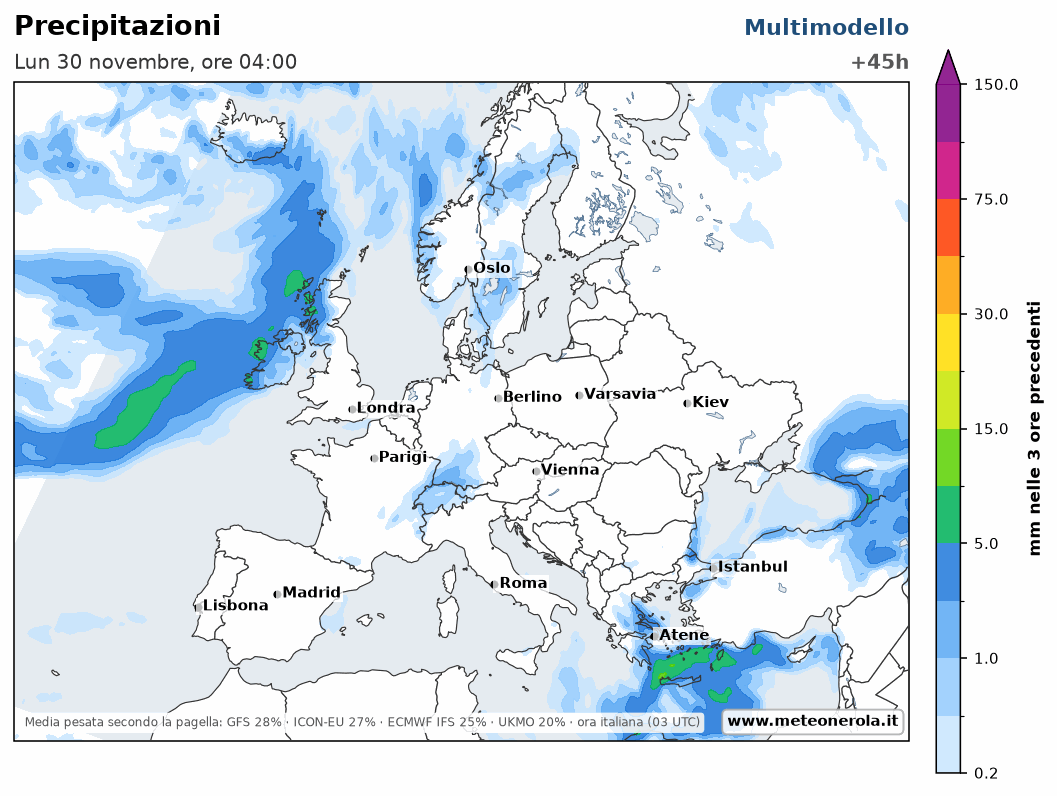 Precipitazioni
Multimodello
Lun 30 novembre, ore 04:00
+45h
150.0
75.0
30.0
15.0
5.0
1.0
0.2
mm nelle 3 ore precedenti
Oslo
Berlino
Varsavia
Kiev
Londra
Parigi
Vienna
Istanbul
Roma
Madrid
Lisbona
Atene
Media pesata secondo la pagella: GFS 28% · ICON-EU 27% · ECMWF IFS 25% · UKMO 20% · ora italiana (03 UTC)
www.meteonerola.it